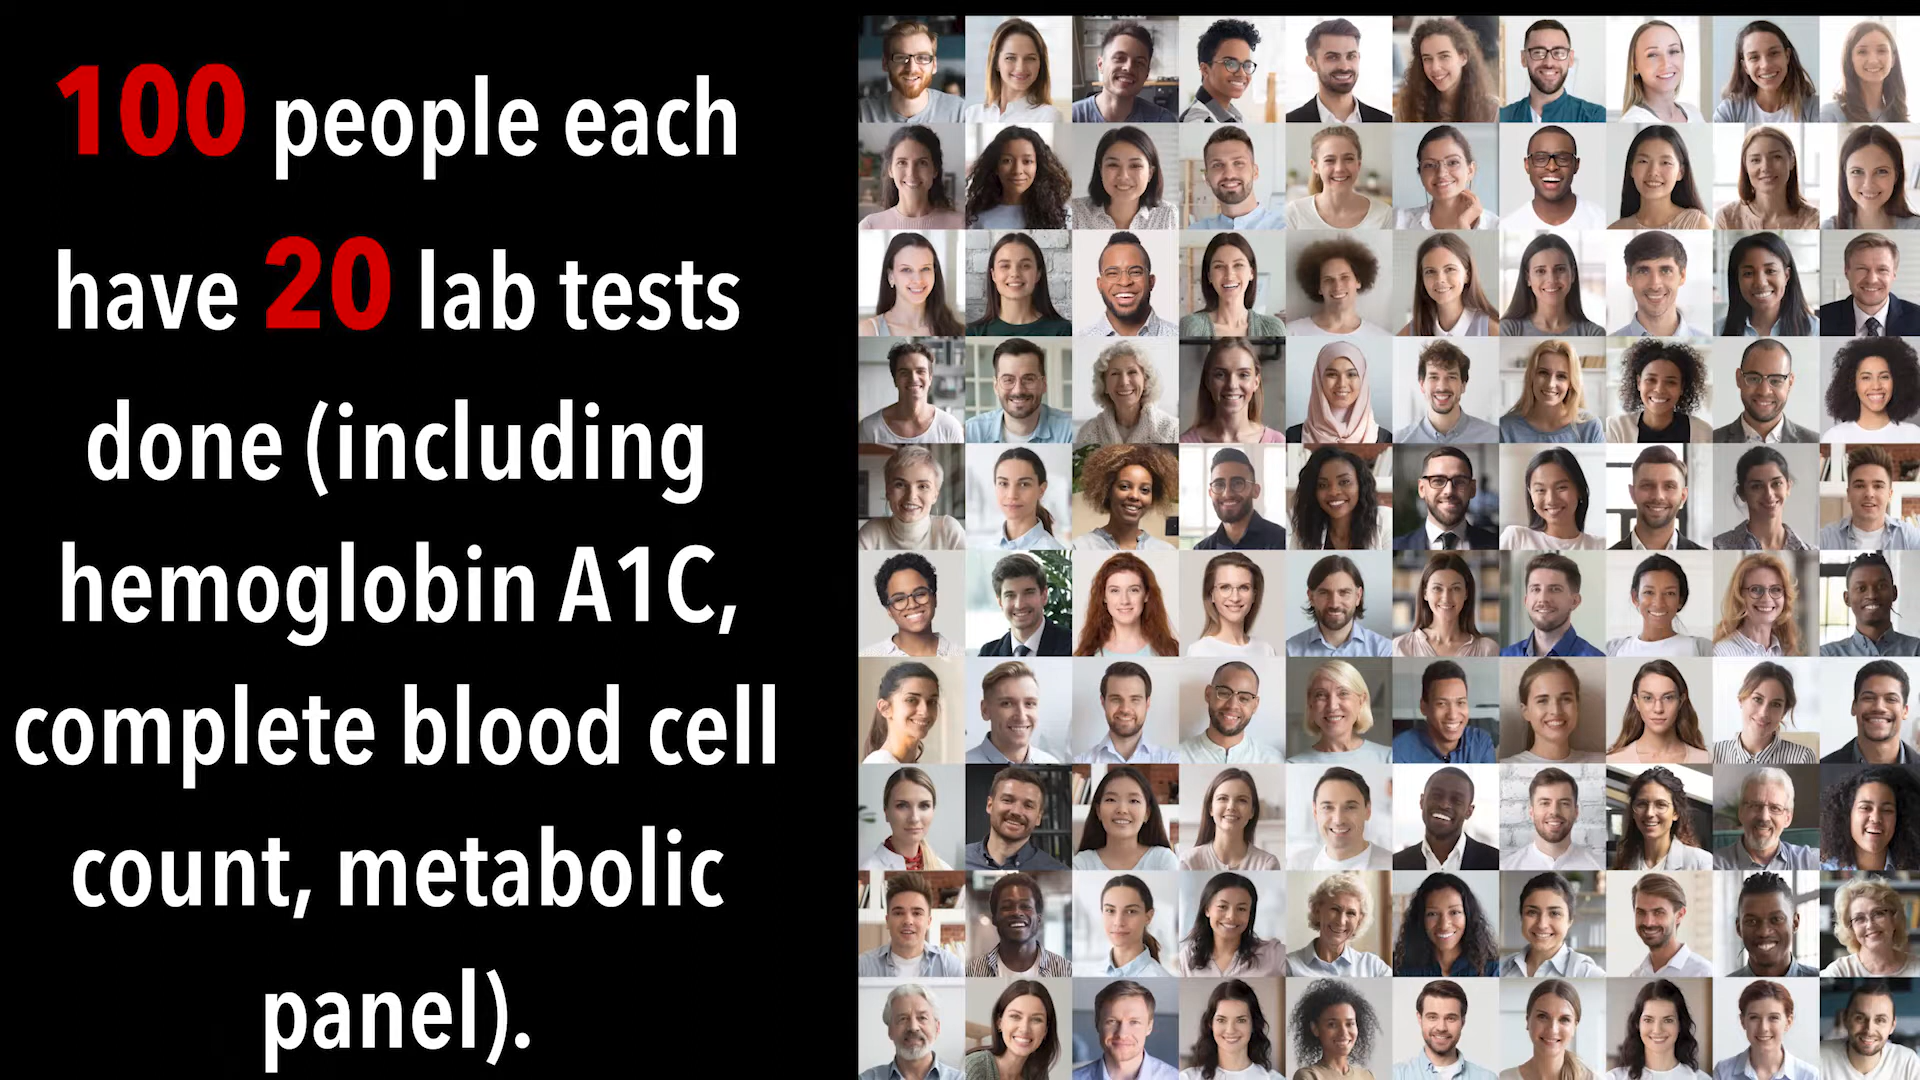 100 people each
have 20 lab tests
done (including
hemoglobin A1C,
complete blood cell
count, metabolic
panel).